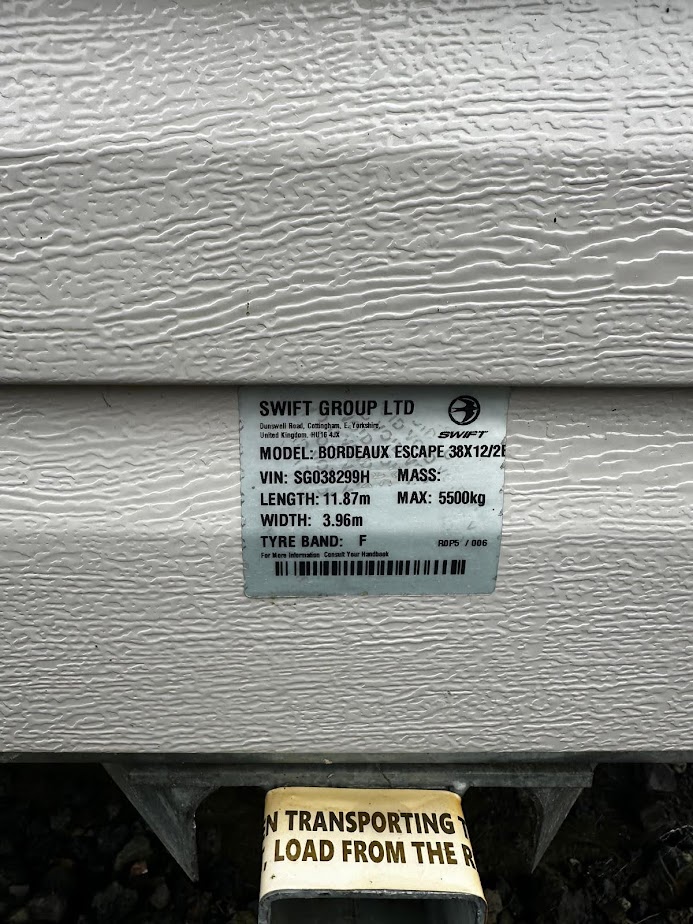 SWIFT GROUP LTD
Dunswell Road, Cottingham, E. Yorkshire,
United Kingdom. HU16 4JX
SWIFT
MODEL: BORDEAUX ESCAPE 38X12/2
VIN: SG038299H MASS:
LENGTH: 11.87m MAX: 5500kg
WIDTH: 3.96m
TYRE BAND: F R0P5 / 006
For More Information Consult Your Handbook
TRANSPORTING
LOAD FROM THE